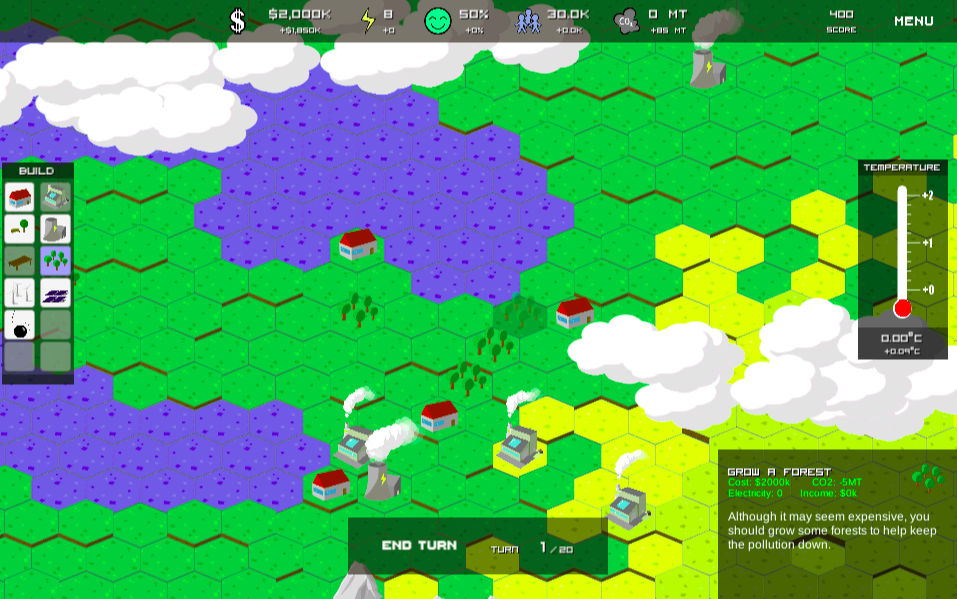 $2,000K
+$1,850K
8
+0
50%
+0%
30.0K
+0.0K
CO₂
0 MT
+85 MT
400
SCORE
MENU
BUILD
TEMPERATURE
+2
+1
+0
0.00°C
+0.09°C
GROW A FOREST
Cost: $2000k CO2: -5MT
Electricity: 0 Income: $0k
Although it may seem expensive, you
should grow some forests to help keep
the pollution down.
END TURN TURN 1 / 20